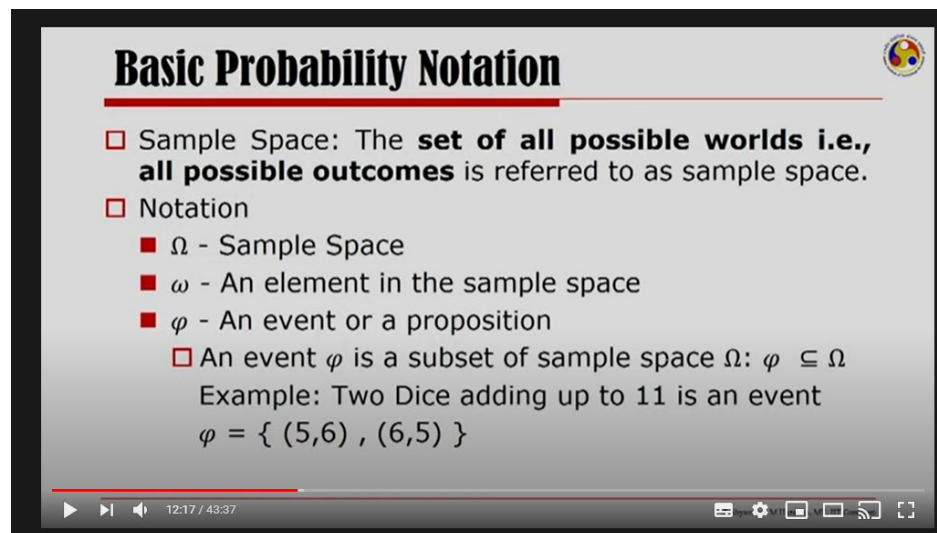 Basic Probability Notation
Sample Space: The set of all possible worlds i.e.,
all possible outcomes is referred to as sample space.
Notation
Ω - Sample Space
ω - An element in the sample space
φ - An event or a proposition
An event φ is a subset of sample space Ω: φ ⊆ Ω
Example: Two Dice adding up to 11 is an event
φ = { (5,6) , (6,5) }
12:17 / 43:37